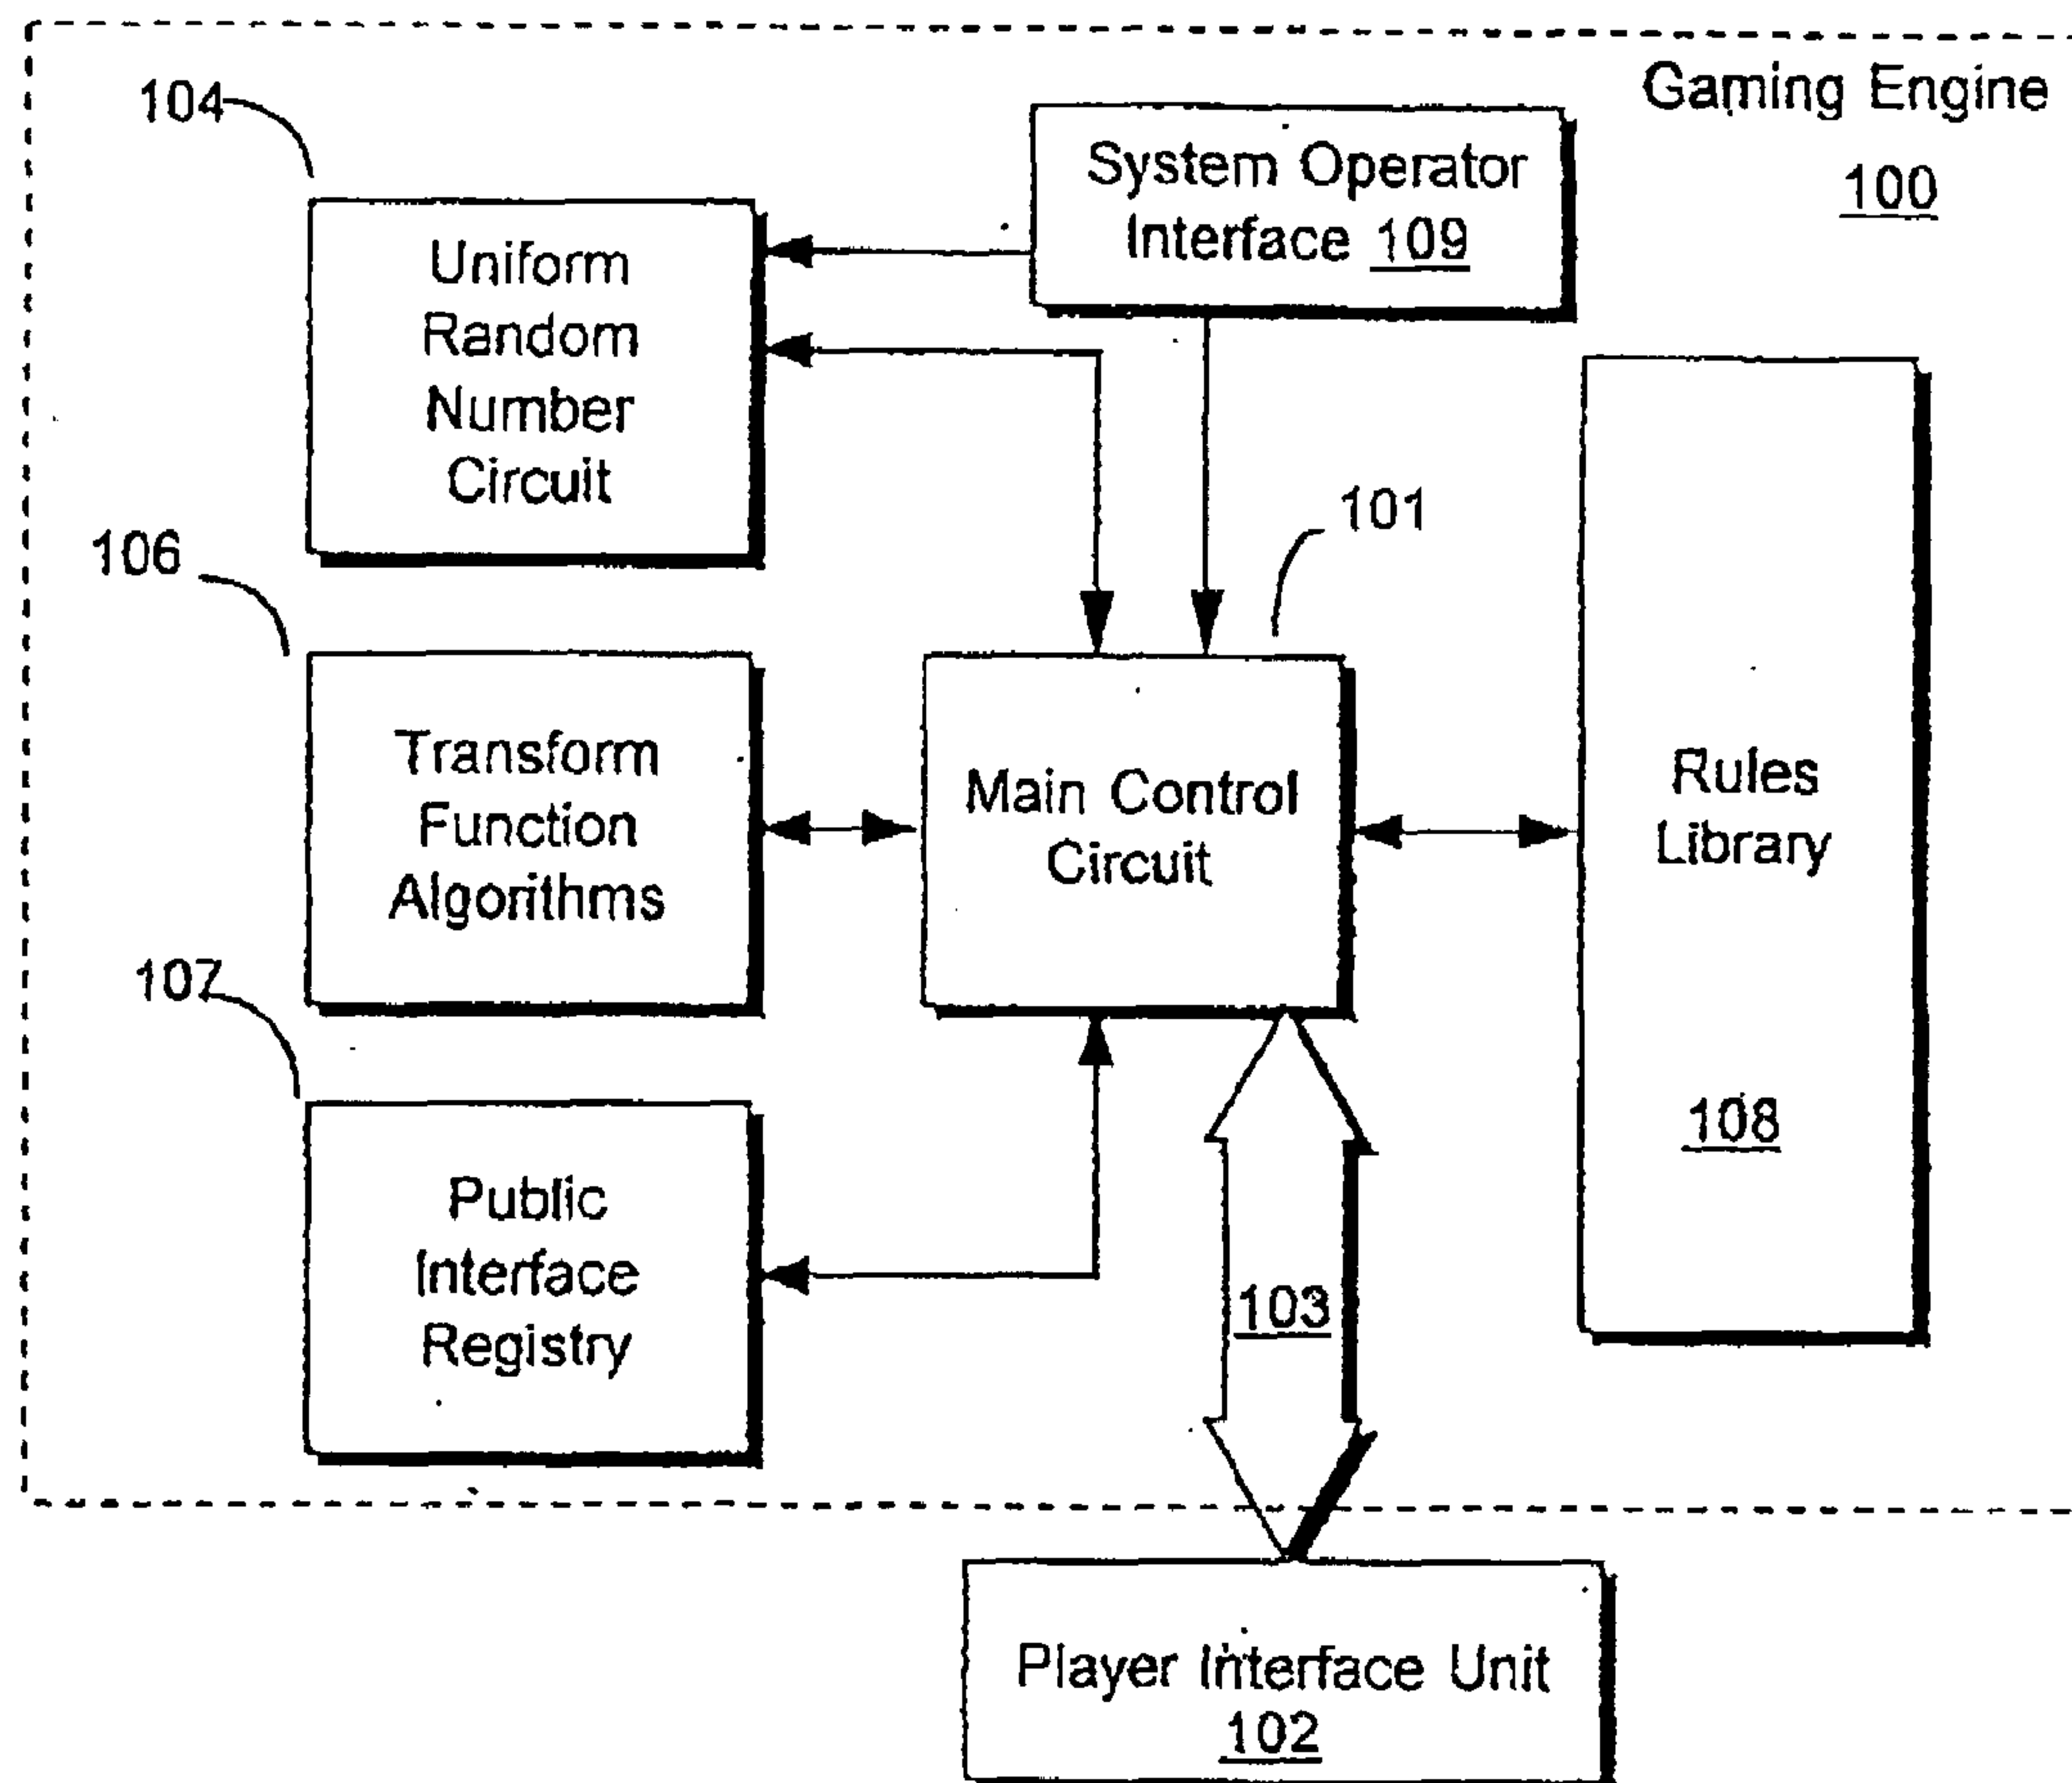 Gaming Engine
100
104
System Operator
Interface 109
Uniform
Random
Number
Circuit
101
106
Transform
Function
Algorithms
Main Control
Circuit
Rules
Library
108
107
Public
Interface
Registry
103
Player Interface Unit
102